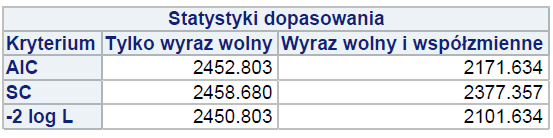 Statystyki dopasowania
Kryterium Tylko wyraz wolny Wyraz wolny i współzmienne
AIC 2452.803 2171.634
SC 2458.680 2377.357
-2 log L 2450.803 2101.634